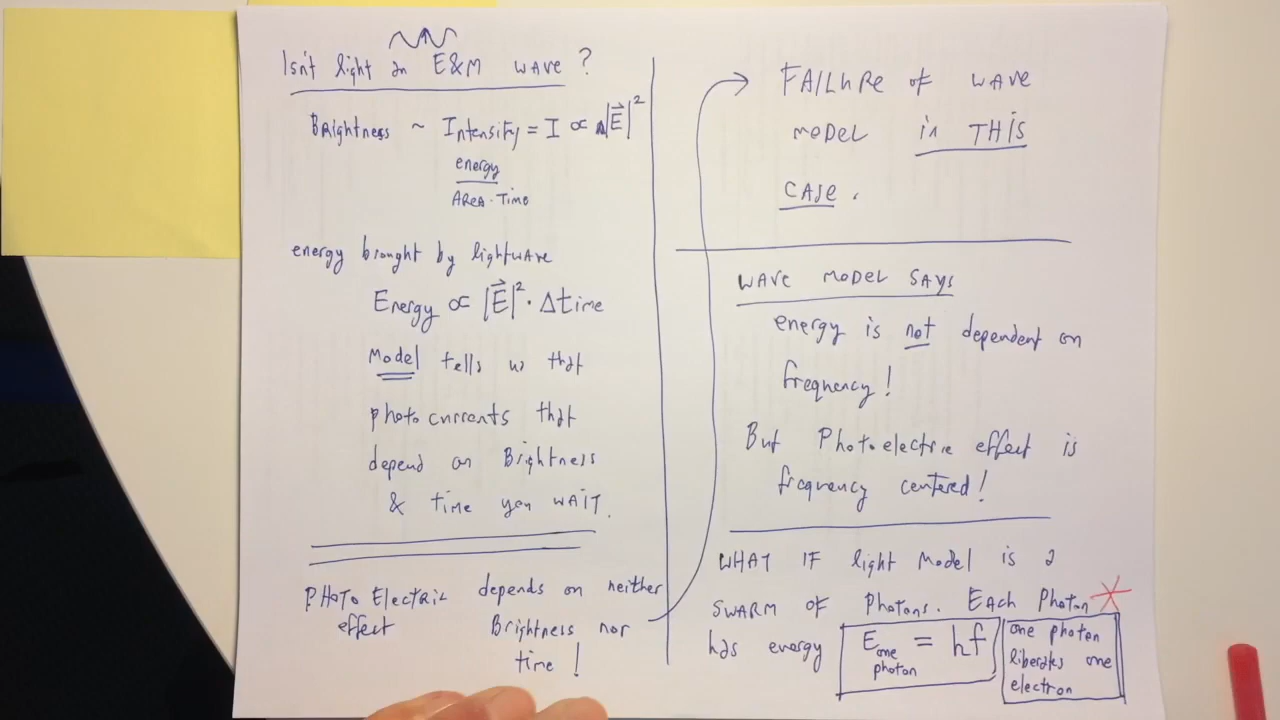 Isn't light an E&M wave?
Brightness ~ Intensity = I ∝ |E⃗|²
energy
Area · Time
energy brought by lightwave
Energy ∝ |E⃗|² · Δtime
Model tells us that
photocurrents that
depend on Brightness
& time you WAIT.
PHOTO ELECTRIC depends on neither
effect Brightness nor
time!
FAILURE OF WAVE
MODEL in THIS
CASE.
WAVE MODEL SAYS
energy is not dependent on
frequency!
But Photoelectric effect is
frequency centered!
WHAT IF light Model is a
SWARM OF Photons. Each Photon
has energy E one photon = hf
one photon
liberates one
electron